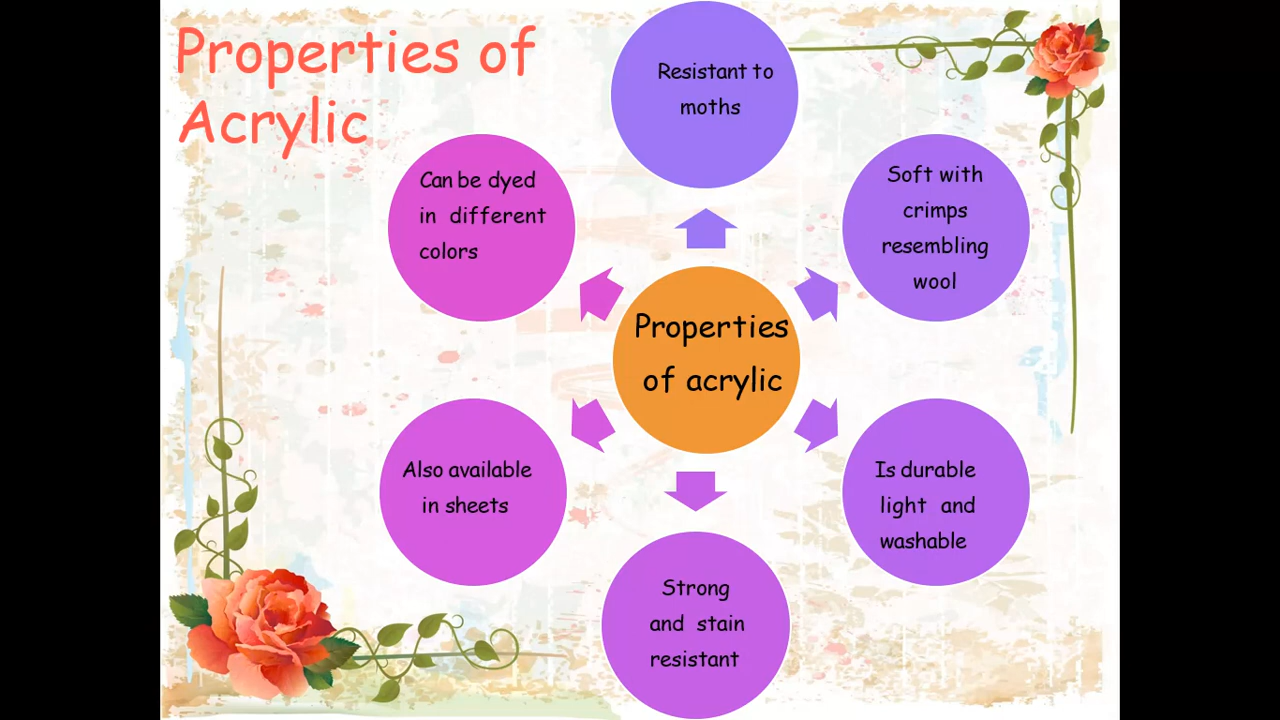 Properties of
Acrylic
Resistant to
moths
Soft with
crimps
resembling
wool
Is durable
light and
washable
Strong
and stain
resistant
Also available
in sheets
Can be dyed
in different
colors
Properties
of acrylic